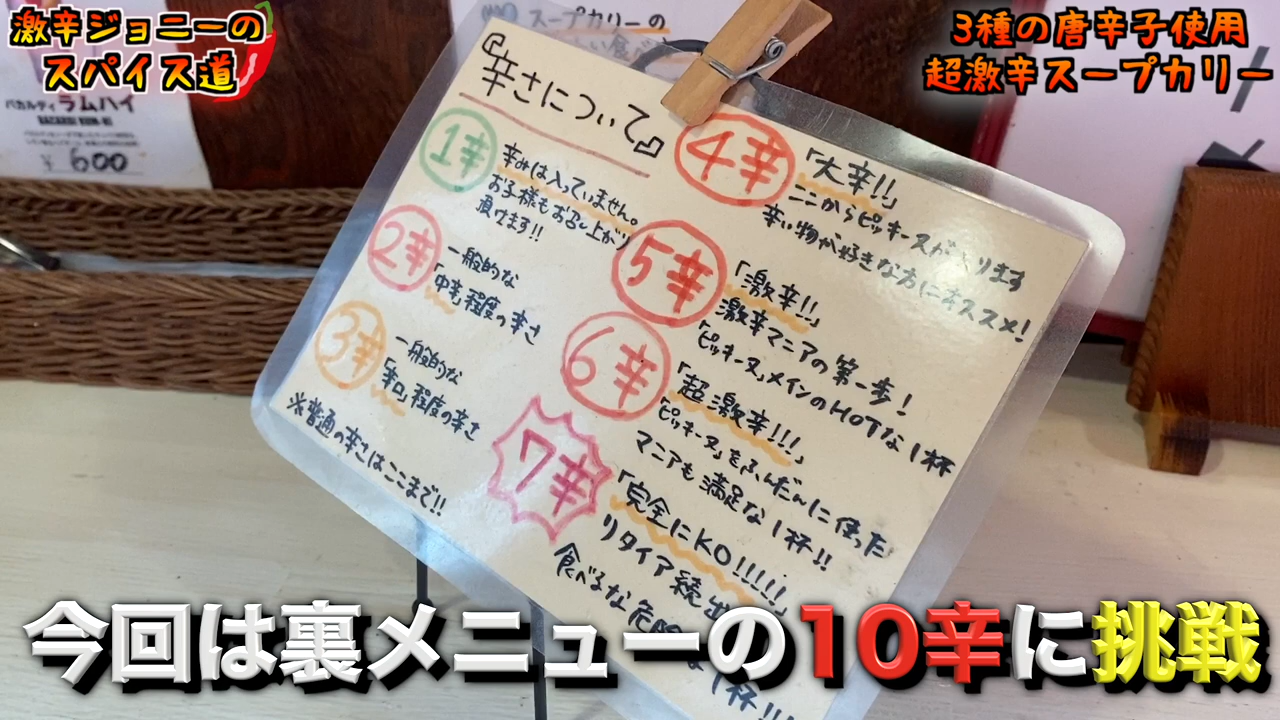 激辛ジョニーの
スパイス道
3種の唐辛子使用
超激辛スープカリー
バカルディ ラムハイ
BACARDI RUM-HI
¥600
スープカリーの
『辛さについて』
1辛
辛みは入っていません。
お子様もお召し上がり
頂けます!!
2辛
一般的な
「中辛」程度の辛さ
3辛
一般的な
「辛口」程度の辛さ
※普通の辛さはここまで!!
4辛
「大辛!!」
ここからピッキーヌが入ります
辛い物が好きな方にオススメ!
5辛
「激辛!!」
激辛マニアの第一歩!
「ピッキーヌ」メインのHOTな1杯
6辛
「超激辛!!!」
「ピッキーヌ」をふんだんに使った
マニアも満足な1杯!!
7辛
「完全にKO!!!!!」
リタイア続出
食べるな危険
な1杯!!!
今回は裏メニューの10辛に挑戦